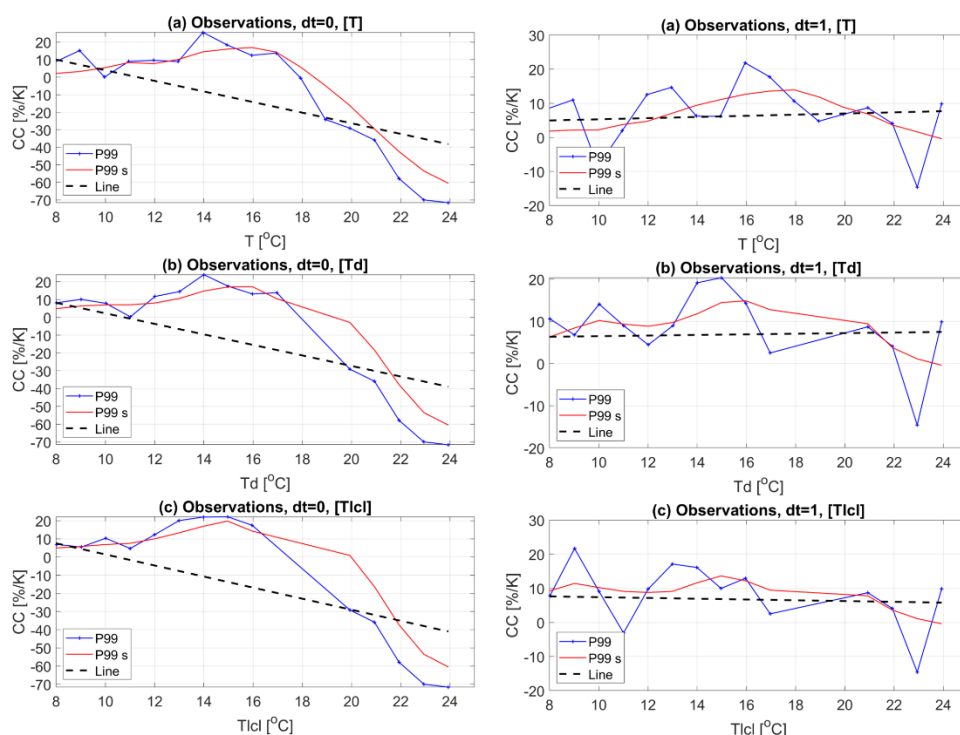 (a) Observations, dt=0, [T]
20
10
0
-10
-20
-30
-40
-50
-60
-70
CC [%/K]
P99
P99 s
Line
8 10 12 14 16 18 20 22 24
T [°C]
(b) Observations, dt=0, [Td]
20
10
0
-10
-20
-30
-40
-50
-60
-70
CC [%/K]
P99
P99 s
Line
8 10 12 14 16 18 20 22 24
Td [°C]
(c) Observations, dt=0, [Tlcl]
20
10
0
-10
-20
-30
-40
-50
-60
-70
CC [%/K]
P99
P99 s
Line
8 10 12 14 16 18 20 22 24
Tlcl [°C]
(a) Observations, dt=1, [T]
30
20
10
0
-10
-20
CC [%/K]
P99
P99 s
Line
8 10 12 14 16 18 20 22 24
T [°C]
(b) Observations, dt=1, [Td]
20
10
0
-10
-20
CC [%/K]
P99
P99 s
Line
8 10 12 14 16 18 20 22 24
Td [°C]
(c) Observations, dt=1, [Tlcl]
30
20
10
0
-10
-20
CC [%/K]
P99
P99 s
Line
8 10 12 14 16 18 20 22 24
Tlcl [°C]